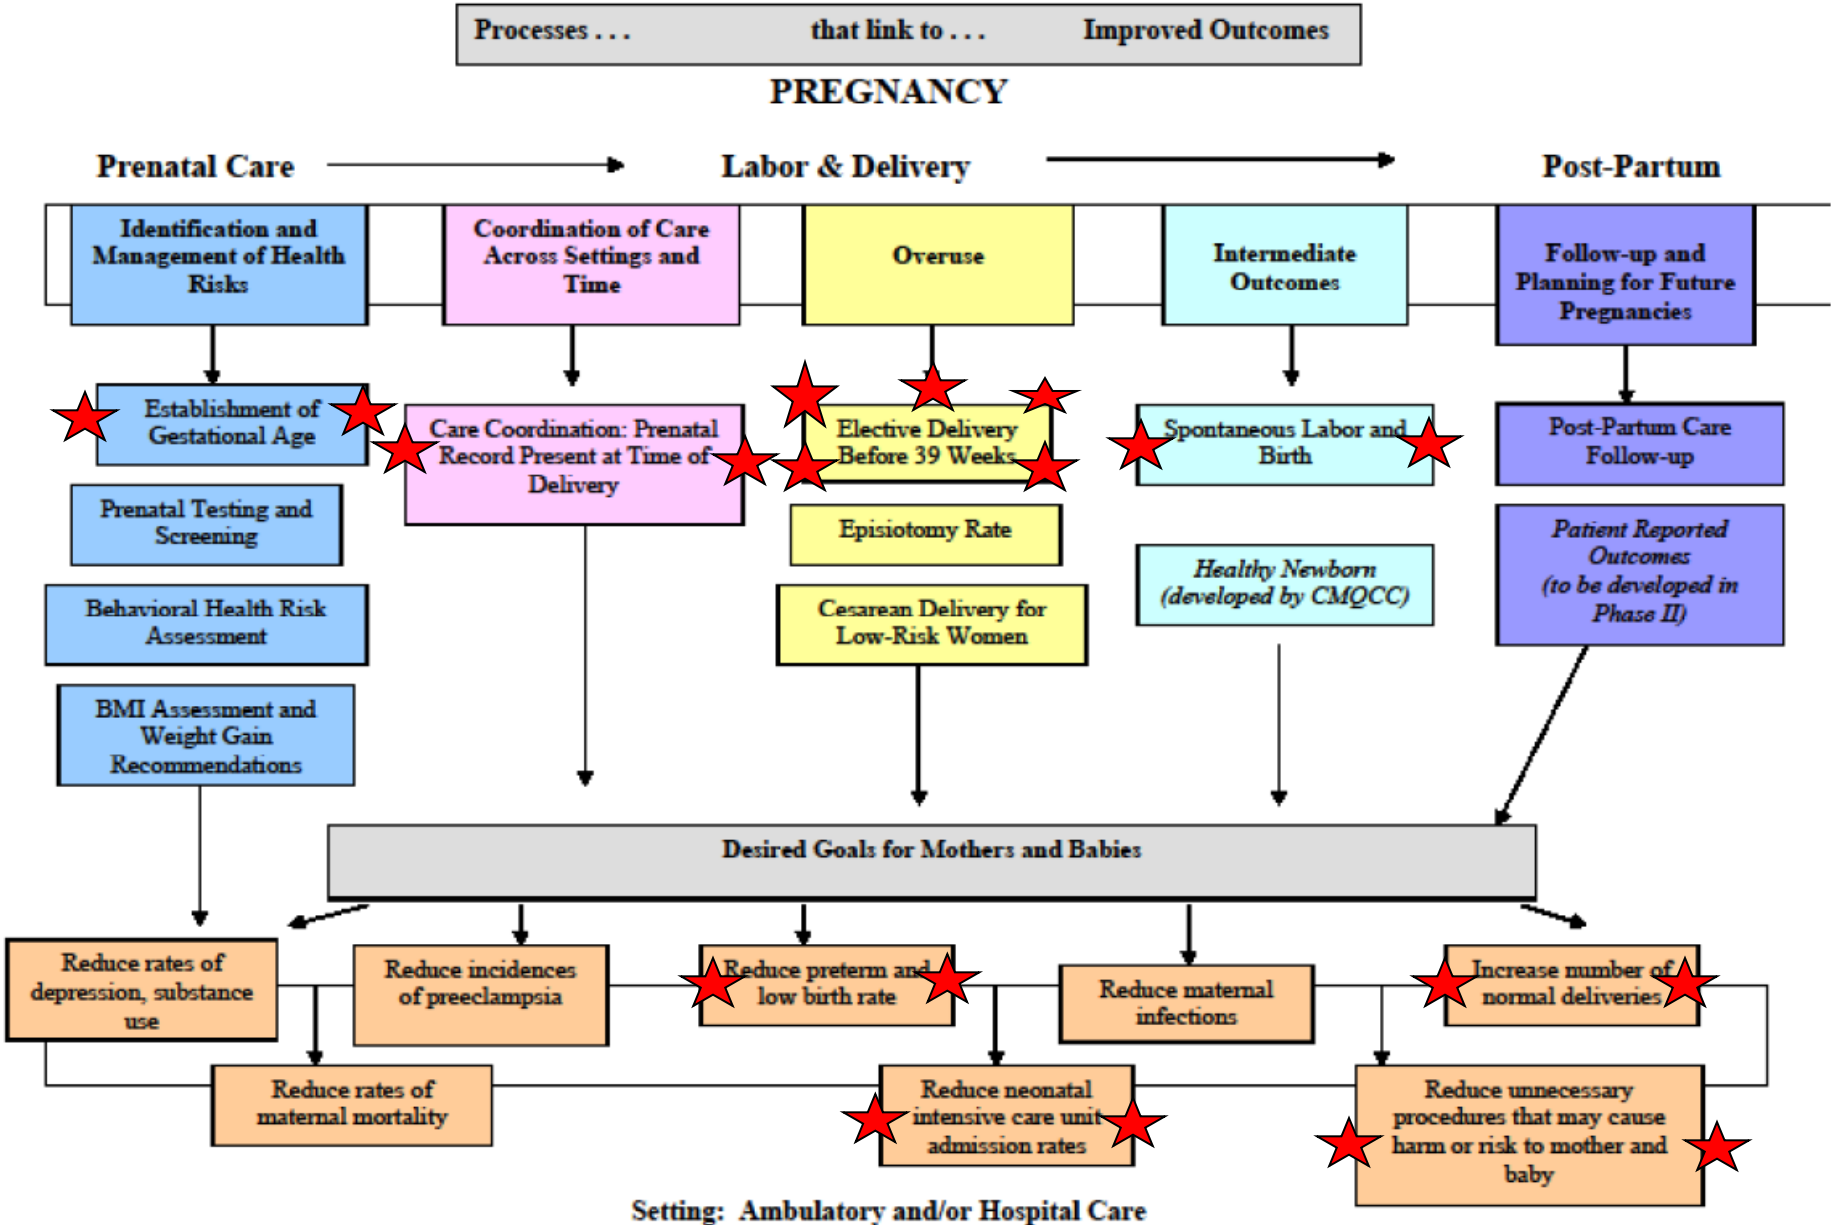 Processes . . . that link to . . . Improved Outcomes
PREGNANCY
Prenatal Care
Labor & Delivery
Post-Partum
Identification and
Management of Health
Risks
Coordination of Care
Across Settings and
Time
Overuse
Intermediate
Outcomes
Follow-up and
Planning for Future
Pregnancies
Establishment of
Gestational Age
Prenatal Testing and
Screening
Behavioral Health Risk
Assessment
BMI Assessment and
Weight Gain
Recommendations
Care Coordination: Prenatal
Record Present at Time of
Delivery
Elective Delivery
Before 39 Weeks
Episiotomy Rate
Cesarean Delivery for
Low-Risk Women
Spontaneous Labor and
Birth
Healthy Newborn
(developed by CMQCC)
Post-Partum Care
Follow-up
Patient Reported
Outcomes
(to be developed in
Phase II)
Desired Goals for Mothers and Babies
Reduce rates of
depression, substance
use
Reduce incidences
of preeclampsia
Reduce preterm and
low birth rate
Reduce maternal
infections
Increase number of
normal deliveries
Reduce rates of
maternal mortality
Reduce neonatal
intensive care unit
admission rates
Reduce unnecessary
procedures that may cause
harm or risk to mother and
baby
Setting: Ambulatory and/or Hospital Care